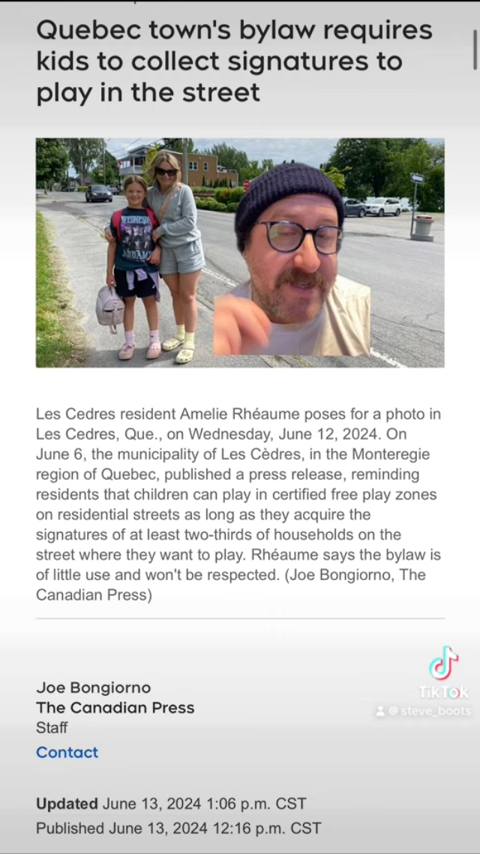 Quebec town's bylaw requires
kids to collect signatures to
play in the street
Les Cedres resident Amelie Rhéaume poses for a photo in
Les Cedres, Que., on Wednesday, June 12, 2024. On
June 6, the municipality of Les Cèdres, in the Monteregie
region of Quebec, published a press release, reminding
residents that children can play in certified free play zones
on residential streets as long as they acquire the
signatures of at least two-thirds of households on the
street where they want to play. Rhéaume says the bylaw is
of little use and won't be respected. (Joe Bongiorno, The
Canadian Press)
Joe Bongiorno
The Canadian Press
Staff
Contact
TikTok
@steve_boots
Updated June 13, 2024 1:06 p.m. CST
Published June 13, 2024 12:16 p.m. CST